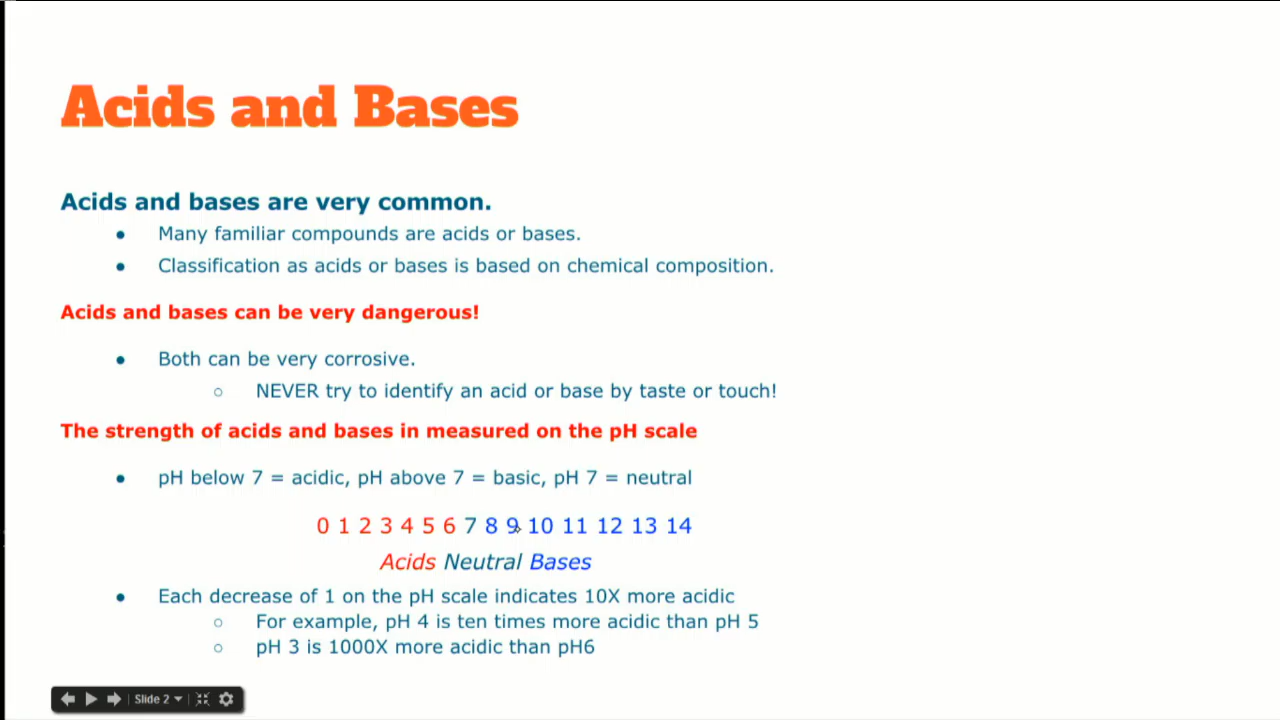 Acids and Bases
Acids and bases are very common.
● Many familiar compounds are acids or bases.
● Classification as acids or bases is based on chemical composition.
Acids and bases can be very dangerous!
● Both can be very corrosive.
○ NEVER try to identify an acid or base by taste or touch!
The strength of acids and bases in measured on the pH scale
● pH below 7 = acidic, pH above 7 = basic, pH 7 = neutral
0 1 2 3 4 5 6 7 8 9 10 11 12 13 14
Acids Neutral Bases
● Each decrease of 1 on the pH scale indicates 10X more acidic
○ For example, pH 4 is ten times more acidic than pH 5
○ pH 3 is 1000X more acidic than pH6
Slide 2